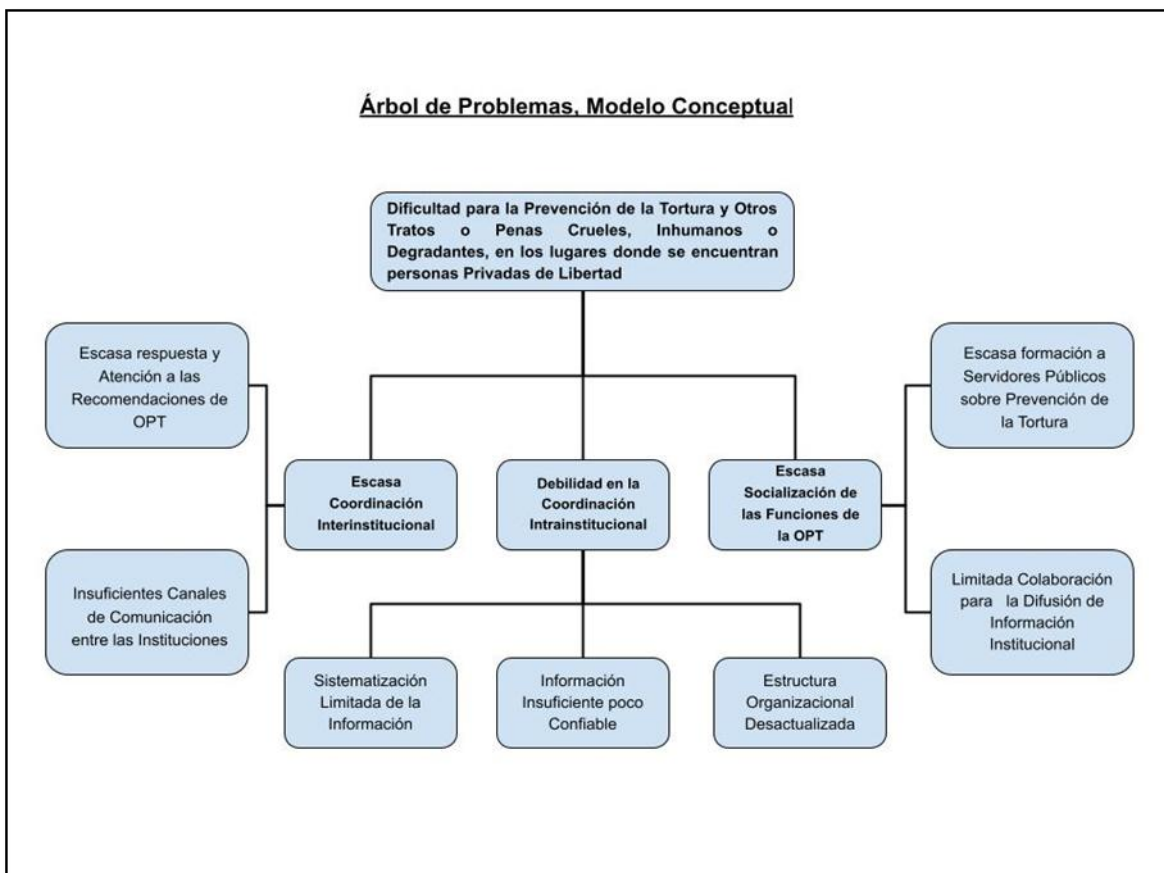 Árbol de Problemas, Modelo Conceptual
Dificultad para la Prevención de la Tortura y Otros
Tratos o Penas Crueles, Inhumanos o
Degradantes, en los lugares donde se encuentran
personas Privadas de Libertad
Escasa respuesta y
Atención a las
Recomendaciones de
OPT
Escasa formación a
Servidores Públicos
sobre Prevención de
la Tortura
Escasa
Coordinación
Interinstitucional
Debilidad en la
Coordinación
Intrainstitucional
Escasa
Socialización de
las Funciones de
la OPT
Insuficientes Canales
de Comunicación
entre las Instituciones
Limitada Colaboración
para la Difusión de
Información
Institucional
Sistematización
Limitada de la
Información
Información
Insuficiente poco
Confiable
Estructura
Organizacional
Desactualizada